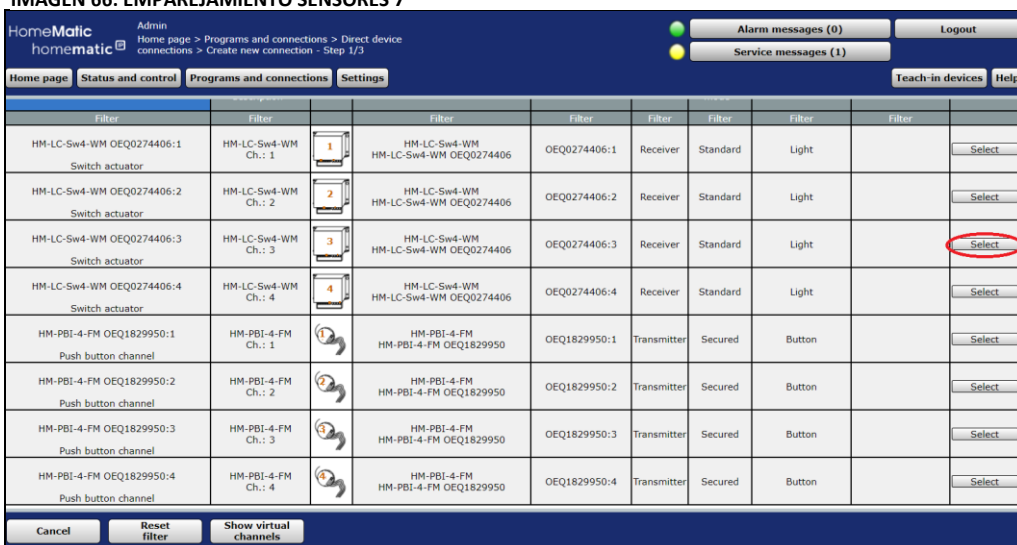 IMAGEN 66. EMPAREJAMIENTO SENSORES 7
HomeMatic
homematic
Admin
Home page > Programs and connections > Direct device
connections > Create new connection - Step 1/3
Alarm messages (0)
Logout
Service messages (1)
Home page
Status and control
Programs and connections
Settings
Teach-in devices
Help
Filter
Filter
Filter
Filter
Filter
Filter
Filter
Filter
HM-LC-Sw4-WM OEQ0274406:1
Switch actuator
HM-LC-Sw4-WM
Ch.: 1
1
HM-LC-Sw4-WM
HM-LC-Sw4-WM OEQ0274406
OEQ0274406:1
Receiver
Standard
Light
Select
HM-LC-Sw4-WM OEQ0274406:2
Switch actuator
HM-LC-Sw4-WM
Ch.: 2
2
HM-LC-Sw4-WM
HM-LC-Sw4-WM OEQ0274406
OEQ0274406:2
Receiver
Standard
Light
Select
HM-LC-Sw4-WM OEQ0274406:3
Switch actuator
HM-LC-Sw4-WM
Ch.: 3
3
HM-LC-Sw4-WM
HM-LC-Sw4-WM OEQ0274406
OEQ0274406:3
Receiver
Standard
Light
Select
HM-LC-Sw4-WM OEQ0274406:4
Switch actuator
HM-LC-Sw4-WM
Ch.: 4
4
HM-LC-Sw4-WM
HM-LC-Sw4-WM OEQ0274406
OEQ0274406:4
Receiver
Standard
Light
Select
HM-PBI-4-FM OEQ1829950:1
Push button channel
HM-PBI-4-FM
Ch.: 1
1
HM-PBI-4-FM
HM-PBI-4-FM OEQ1829950
OEQ1829950:1
Transmitter
Secured
Button
Select
HM-PBI-4-FM OEQ1829950:2
Push button channel
HM-PBI-4-FM
Ch.: 2
2
HM-PBI-4-FM
HM-PBI-4-FM OEQ1829950
OEQ1829950:2
Transmitter
Secured
Button
Select
HM-PBI-4-FM OEQ1829950:3
Push button channel
HM-PBI-4-FM
Ch.: 3
3
HM-PBI-4-FM
HM-PBI-4-FM OEQ1829950
OEQ1829950:3
Transmitter
Secured
Button
Select
HM-PBI-4-FM OEQ1829950:4
Push button channel
HM-PBI-4-FM
Ch.: 4
4
HM-PBI-4-FM
HM-PBI-4-FM OEQ1829950
OEQ1829950:4
Transmitter
Secured
Button
Select
Cancel
Reset
filter
Show virtual
channels